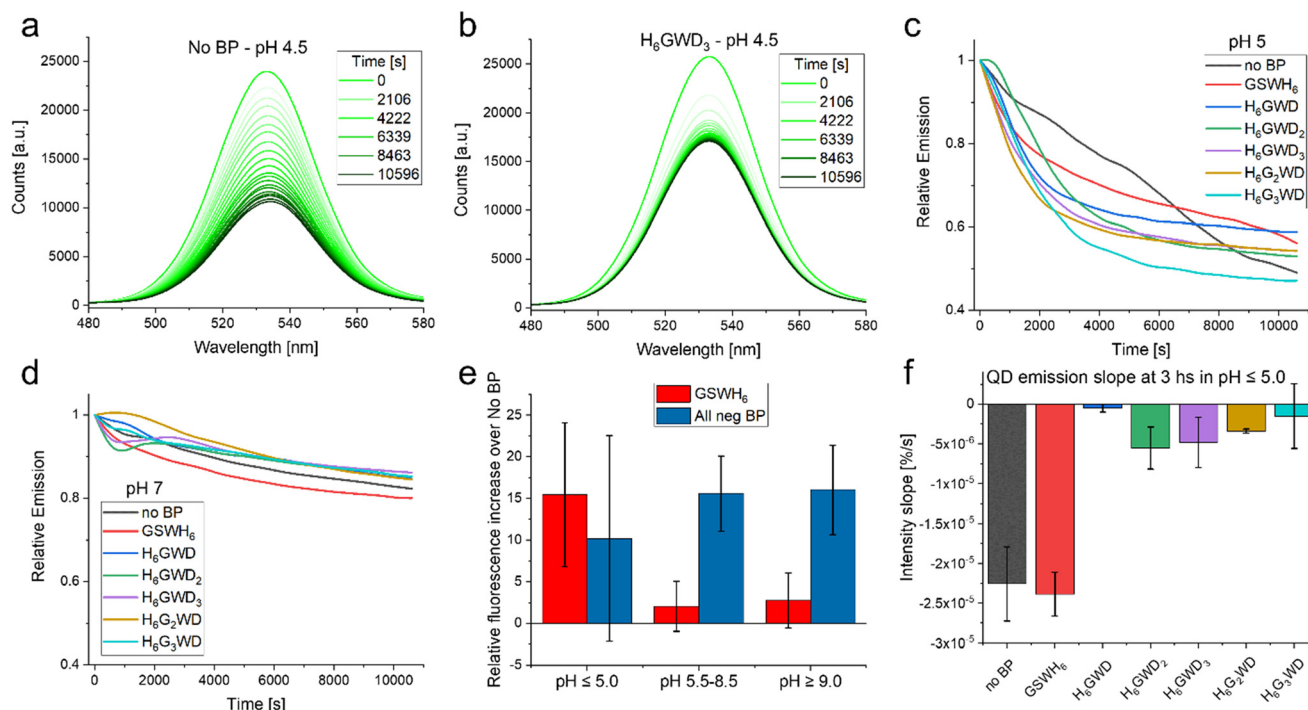 a
No BP - pH 4.5
Time [s]
0
2106
4222
6339
8463
10596
25000
20000
15000
10000
5000
0
Counts [a.u.]
480 500 520 540 560 580
Wavelength [nm]
b
H₆GWD₃ - pH 4.5
Time [s]
0
2106
4222
6339
8463
10596
25000
20000
15000
10000
5000
0
Counts [a.u.]
480 500 520 540 560 580
Wavelength [nm]
c
pH 5
no BP
GSWH₆
H₆GWD
H₆GWD₂
H₆GWD₃
H₆G₂WD
H₆G₃WD
1
0.8
0.6
0.4
Relative Emission
0 2000 4000 6000 8000 10000
Time [s]
d
pH 7
no BP
GSWH₆
H₆GWD
H₆GWD₂
H₆GWD₃
H₆G₂WD
H₆G₃WD
1
0.8
0.6
0.4
Relative Emission
0 2000 4000 6000 8000 10000
Time [s]
e
GSWH₆
All neg BP
25
20
15
10
5
0
-5
Relative fluorescence increase over No BP
pH ≤ 5.0 pH 5.5-8.5 pH ≥ 9.0
f
QD emission slope at 3 hs in pH ≤ 5.0
0
-5x10⁻⁶
-1x10⁻⁵
-1.5x10⁻⁵
-2x10⁻⁵
-2.5x10⁻⁵
-3x10⁻⁵
Intensity slope [%/s]
no BP GSWH₆ H₆GWD H₆GWD₂ H₆GWD₃ H₆G₂WD H₆G₃WD